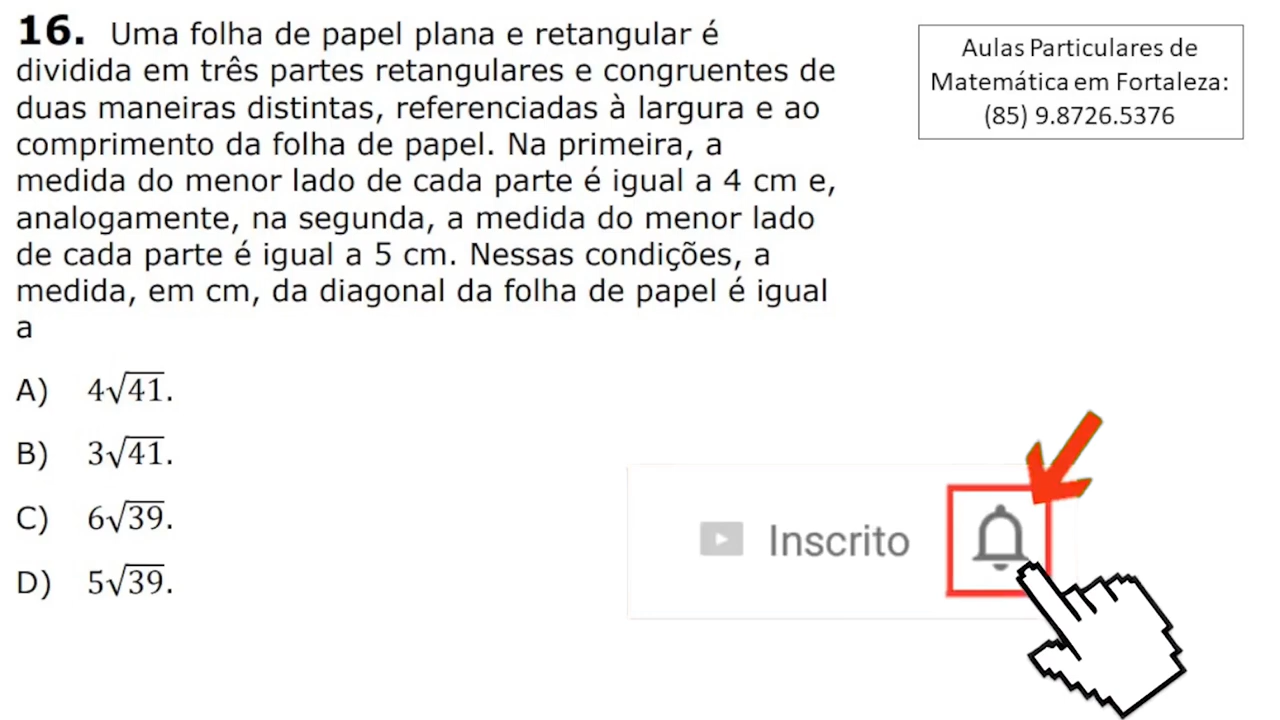 16. Uma folha de papel plana e retangular é
dividida em três partes retangulares e congruentes de
duas maneiras distintas, referenciadas à largura e ao
comprimento da folha de papel. Na primeira, a
medida do menor lado de cada parte é igual a 4 cm e,
analogamente, na segunda, a medida do menor lado
de cada parte é igual a 5 cm. Nessas condições, a
medida, em cm, da diagonal da folha de papel é igual
a
A) 4√41.
B) 3√41.
C) 6√39.
D) 5√39.
Aulas Particulares de
Matemática em Fortaleza:
(85) 9.8726.5376
Inscrito